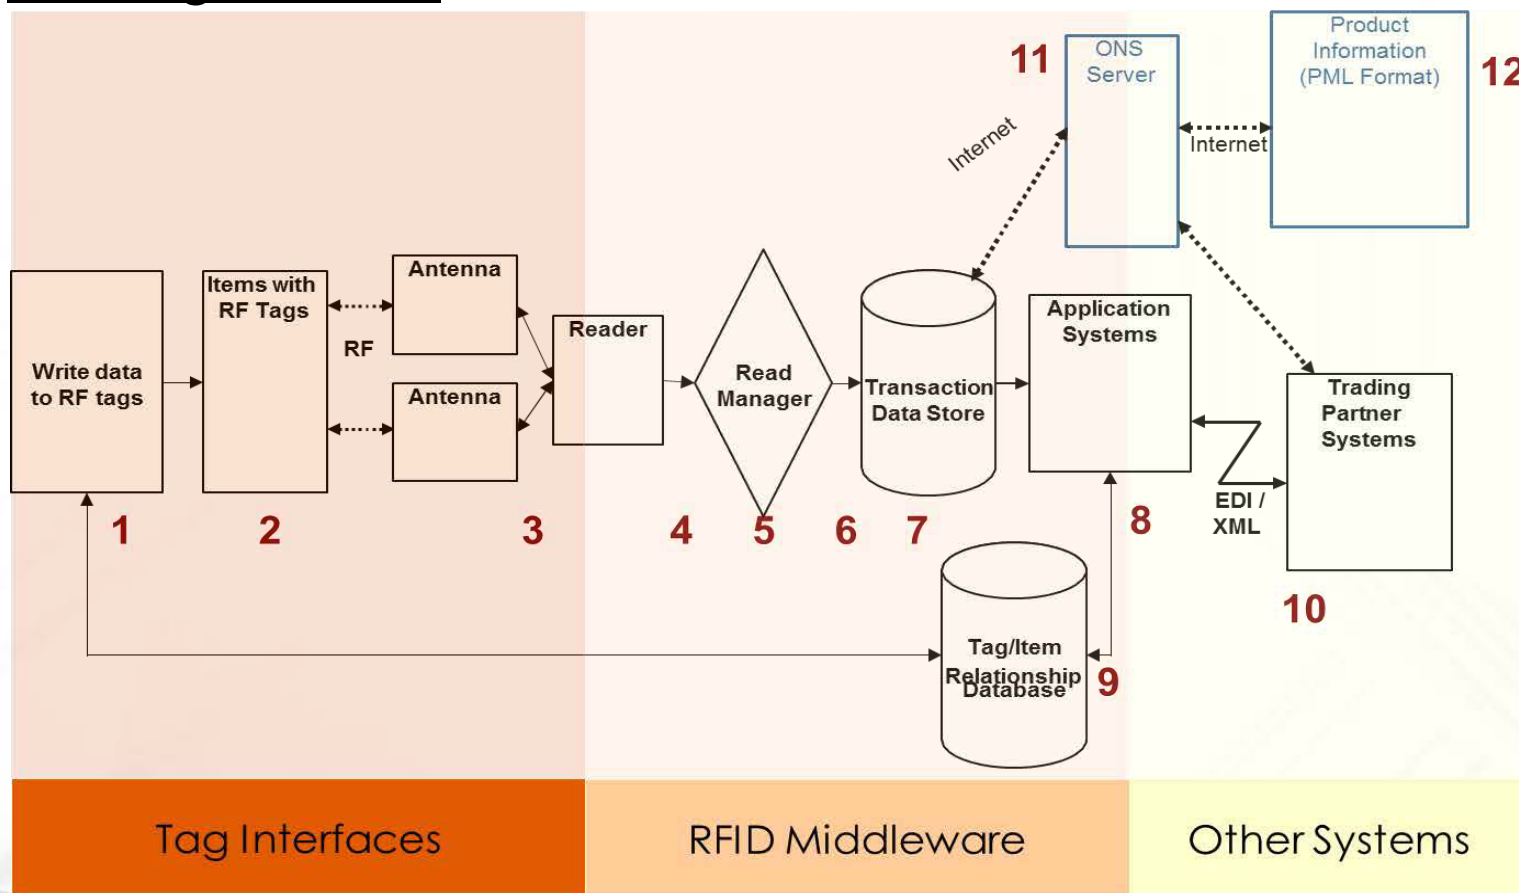 11
ONS
Server
Product
Information
(PML Format)
12
Internet
Internet
Write data
to RF tags
Items with
RF Tags
RF
Antenna
Antenna
Reader
Read
Manager
Transaction
Data Store
Application
Systems
Trading
Partner
Systems
EDI /
XML
1
2
3
4
5
6
7
8
10
Tag/Item
Relationship
Database
9
Tag Interfaces
RFID Middleware
Other Systems